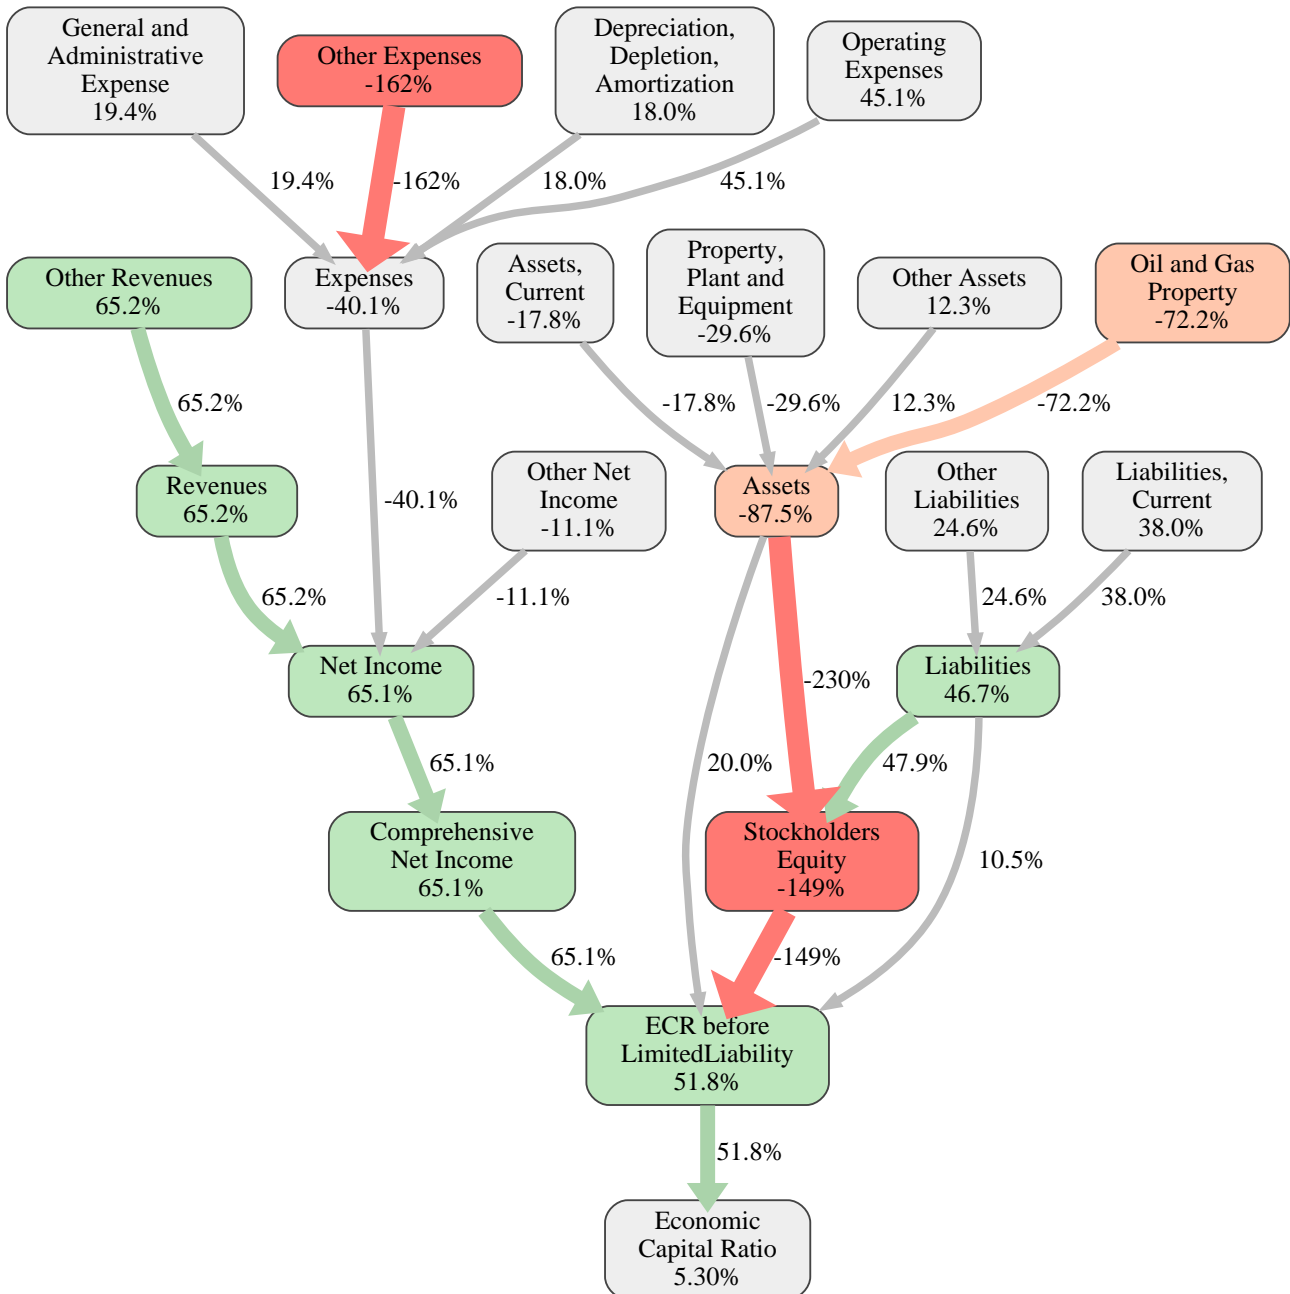 General and
Administrative
Expense
19.4%
Other Expenses
-162%
Depreciation,
Depletion,
Amortization
18.0%
Operating
Expenses
45.1%
19.4%
-162%
18.0%
45.1%
Other Revenues
65.2%
Expenses
-40.1%
Assets,
Current
-17.8%
Property,
Plant and
Equipment
-29.6%
Other Assets
12.3%
Oil and Gas
Property
-72.2%
65.2%
-17.8%
-29.6%
12.3%
-72.2%
Revenues
65.2%
-40.1%
Other Net
Income
-11.1%
Assets
-87.5%
Other
Liabilities
24.6%
Liabilities,
Current
38.0%
65.2%
-11.1%
24.6%
38.0%
Net Income
65.1%
-230%
Liabilities
46.7%
65.1%
20.0%
47.9%
Comprehensive
Net Income
65.1%
Stockholders
Equity
-149%
10.5%
65.1%
-149%
ECR before
LimitedLiability
51.8%
51.8%
Economic
Capital Ratio
5.30%